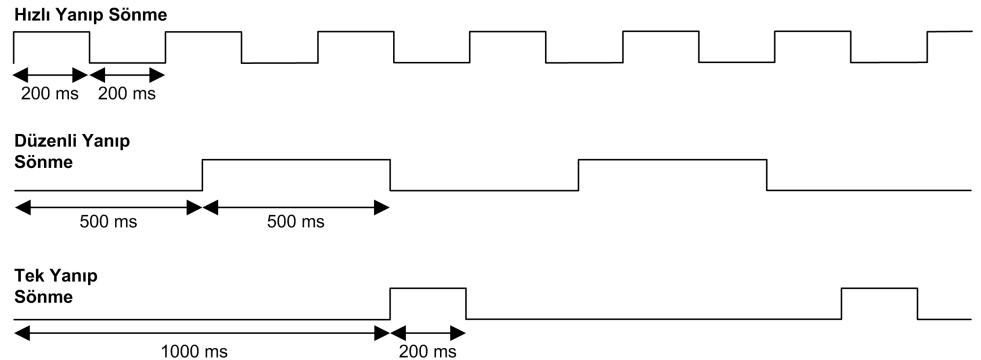 Hızlı Yanıp Sönme
200 ms 200 ms
Düzenli Yanıp
Sönme
500 ms 500 ms
Tek Yanıp
Sönme
1000 ms 200 ms